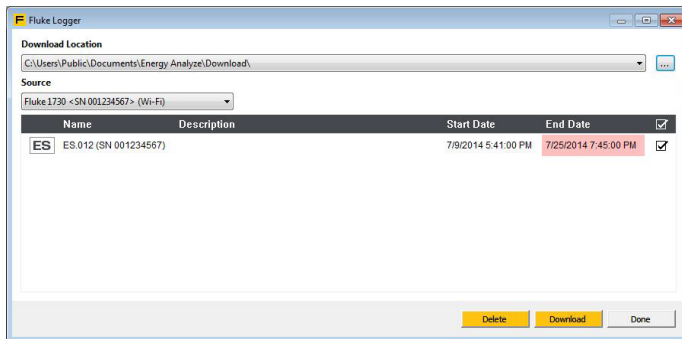 F Fluke Logger
Download Location
C:\Users\Public\Documents\Energy Analyze\Download\
...
Source
Fluke 1730 <SN 001234567> (Wi-Fi)
Name Description Start Date End Date
ES ES.012 (SN 001234567) 7/9/2014 5:41:00 PM 7/25/2014 7:45:00 PM
Delete Download Done